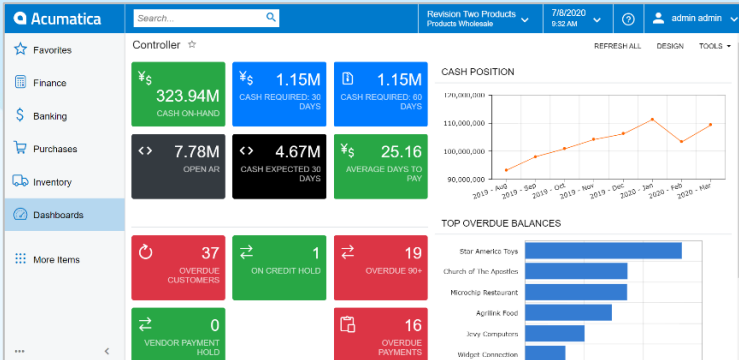 Acumatica
Search...
Revision Two Products
Products Wholesale
7/8/2020
9:32 AM
admin admin
Favorites
Finance
Banking
Purchases
Inventory
Dashboards
More Items
Controller
REFRESH ALL
DESIGN
TOOLS
¥$
323.94M
CASH ON-HAND
¥$
1.15M
CASH REQUIRED: 30
DAYS
1.15M
CASH REQUIRED: 60
DAYS
7.78M
OPEN AR
4.67M
CASH EXPECTED 30
DAYS
¥$
25.16
AVERAGE DAYS TO
PAY
37
OVERDUE
CUSTOMERS
1
ON CREDIT HOLD
19
OVERDUE 90+
0
VENDOR PAYMENT
HOLD
16
OVERDUE
PAYMENTS
CASH POSITION
120,000,000
110,000,000
100,000,000
90,000,000
2019 - Aug
2019 - Sep
2019 - Oct
2019 - Nov
2019 - Dec
2020 - Jan
2020 - Feb
2020 - Mar
TOP OVERDUE BALANCES
Star Americo Toys
Church of The Apostles
Microchip Restaurant
Agrilink Food
Jevy Computers
Widget Connection